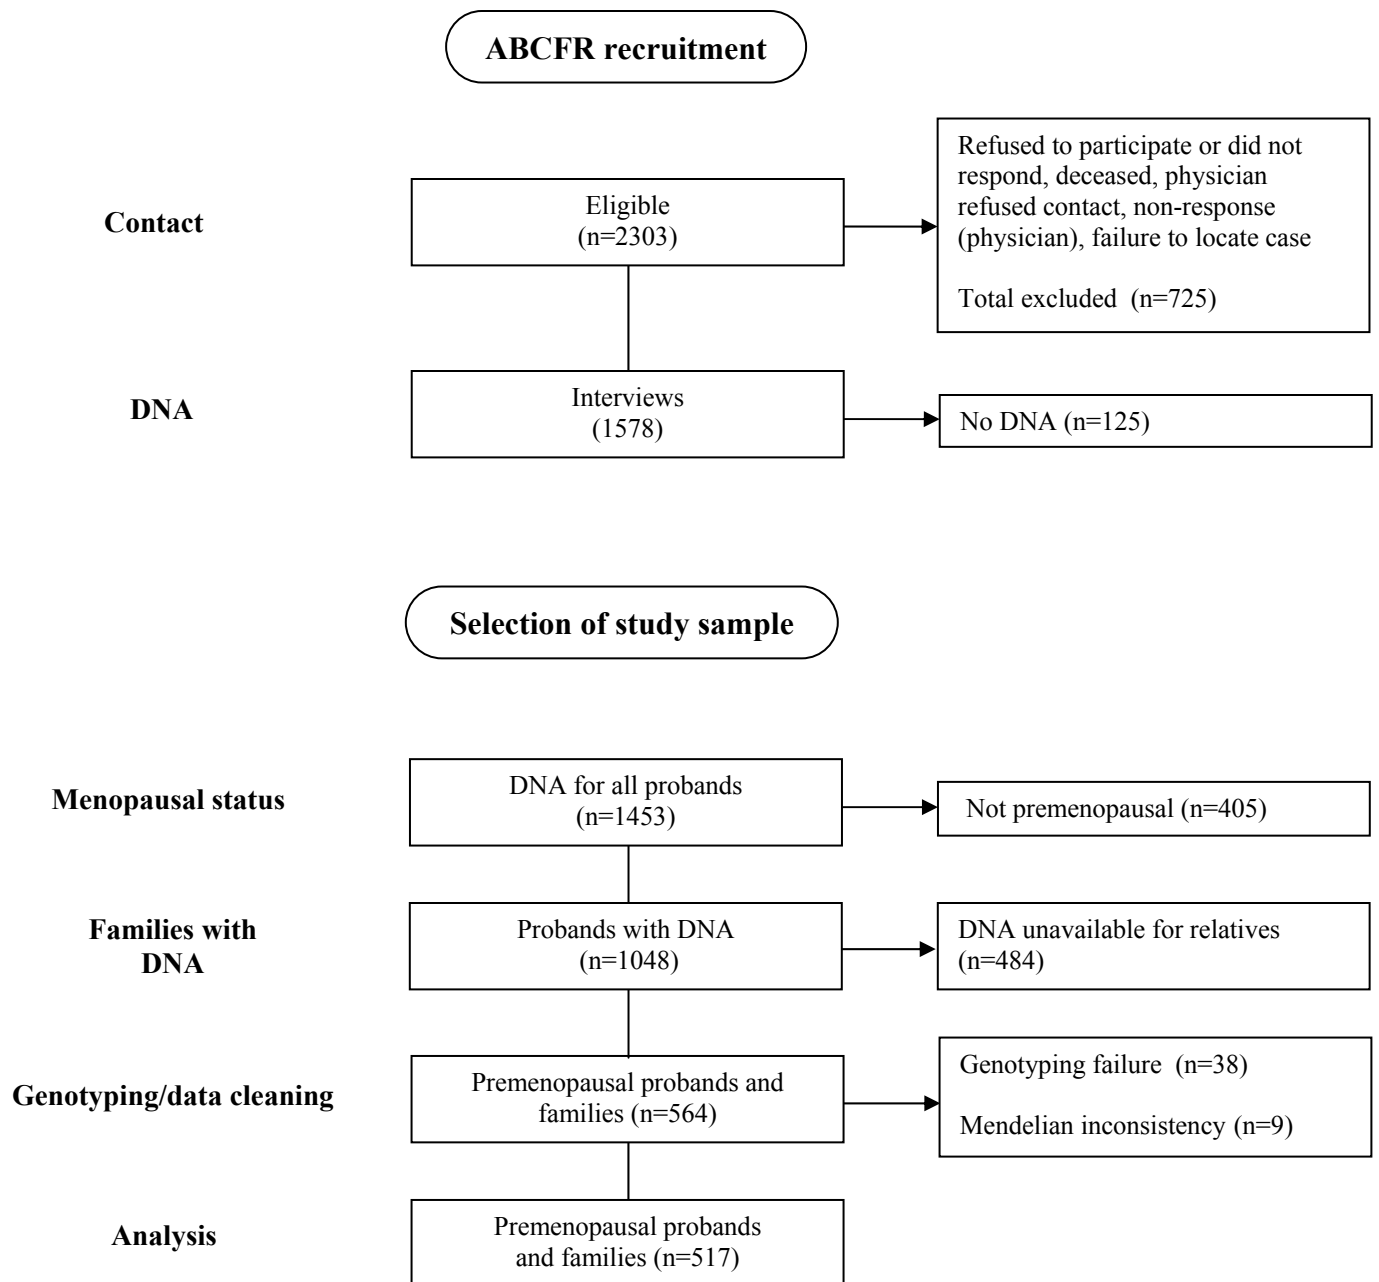 ABCFR recruitment
Contact
Eligible
(n=2303)
Refused to participate or did not
respond, deceased, physician
refused contact, non-response
(physician), failure to locate case
Total excluded  (n=725)
DNA
Interviews
(1578)
No DNA (n=125)
Selection of study sample
Menopausal status
DNA for all probands
(n=1453)
Not premenopausal (n=405)
Families with
DNA
Probands with DNA
(n=1048)
DNA unavailable for relatives
(n=484)
Genotyping/data cleaning
Premenopausal probands and
families (n=564)
Genotyping failure  (n=38)
Mendelian inconsistency (n=9)
Analysis
Premenopausal probands
and families (n=517)